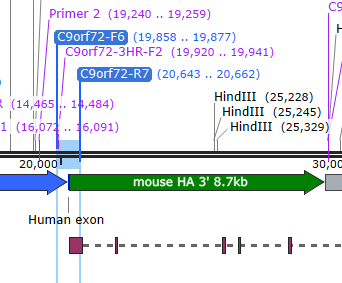 C9
Primer 2 (19,240 .. 19,259)
H
C9orf72-F6 (19,858 .. 19,877)
C9orf72-3HR-F2 (19,920 .. 19,941)
C9orf72-R7 (20,643 .. 20,662)
R (14,465 .. 14,484)
HindIII (25,228)
HindIII (25,245)
1 (16,072 .. 16,091)
HindIII (25,329)
20,000
30,00
mouse HA 3' 8.7kb
Human exon